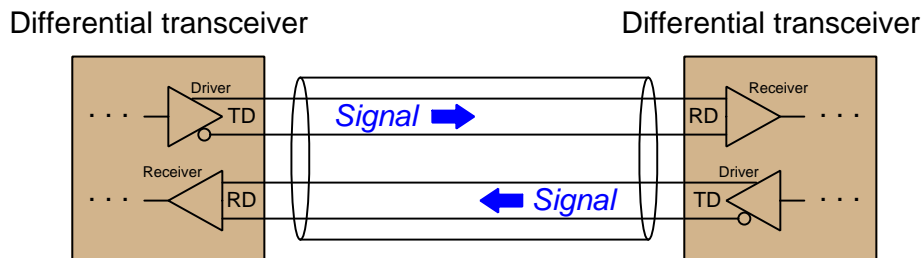 Differential transceiver Differential transceiver
Driver Receiver
. . . TD Signal RD . . .
Receiver Driver
. . . RD Signal TD . . .